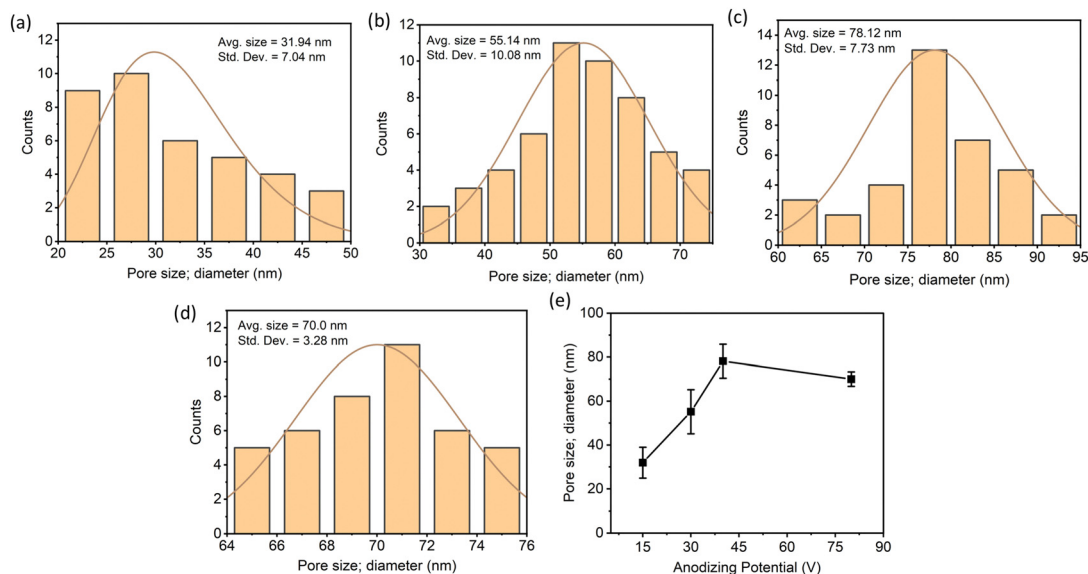 (a)
Avg. size = 31.94 nm
Std. Dev. = 7.04 nm
12
10
8
6
4
2
0
Counts
20 25 30 35 40 45 50
Pore size; diameter (nm)
(b)
Avg. size = 55.14 nm
Std. Dev. = 10.08 nm
12
10
8
6
4
2
0
Counts
30 40 50 60 70
Pore size; diameter (nm)
(c)
Avg. size = 78.12 nm
Std. Dev. = 7.73 nm
14
12
10
8
6
4
2
0
Counts
60 65 70 75 80 85 90 95
Pore size; diameter (nm)
(d)
Avg. size = 70.0 nm
Std. Dev. = 3.28 nm
12
10
8
6
4
2
0
Counts
64 66 68 70 72 74 76
Pore size; diameter (nm)
(e)
100
80
60
40
20
0
Pore size; diameter (nm)
15 30 45 60 75 90
Anodizing Potential (V)